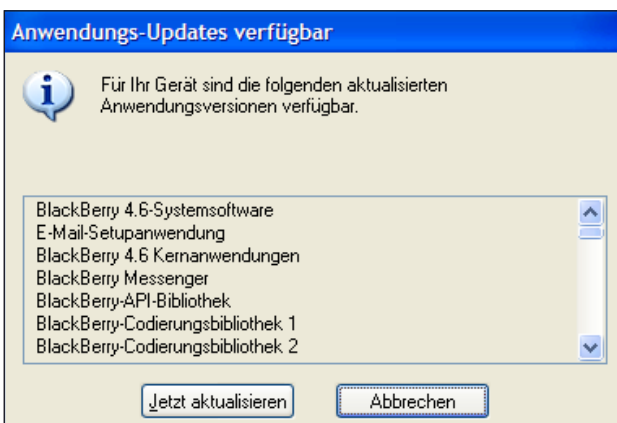 Anwendungs-Updates verfügbar
Für Ihr Gerät sind die folgenden aktualisierten
Anwendungsversionen verfügbar.
BlackBerry 4.6-Systemsoftware
E-Mail-Setupanwendung
BlackBerry 4.6 Kernanwendungen
BlackBerry Messenger
BlackBerry-API-Bibliothek
BlackBerry-Codierungsbibliothek 1
BlackBerry-Codierungsbibliothek 2
Jetzt aktualisieren
Abbrechen